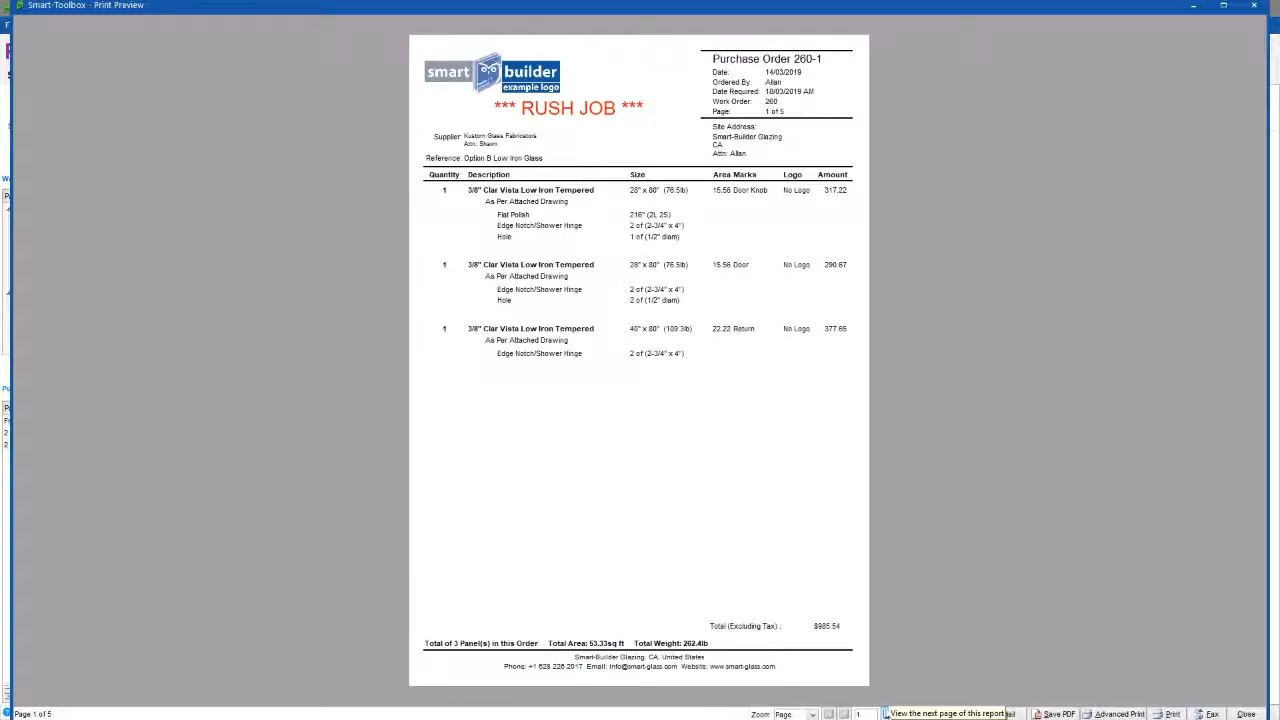 Smart-Toolbox - Print Preview
smart builder
example logo
*** RUSH JOB ***
Purchase Order 260-1
Date: 14/03/2019
Ordered By: Allan
Date Required: 18/03/2019 AM
Work Order: 260
Page: 1 of 5
Supplier: Kustom Glass Fabricators
Attn: Shawn
Site Address:
Smart-Builder Glazing
CA
Attn: Allan
Reference: Option B Low Iron Glass
Quantity Description Size Area Marks Logo Amount
1 3/8" Clar Vista Low Iron Tempered 28" x 80" (76.5lb) 15.56 Door Knob No Logo 317.22
As Per Attached Drawing
Flat Polish 216" (2L 2S)
Edge Notch/Shower Hinge 2 of (2-3/4" x 4")
Hole 1 of (1/2" diam)
1 3/8" Clar Vista Low Iron Tempered 28" x 80" (76.5lb) 15.56 Door No Logo 290.67
As Per Attached Drawing
Edge Notch/Shower Hinge 2 of (2-3/4" x 4")
Hole 2 of (1/2" diam)
1 3/8" Clar Vista Low Iron Tempered 40" x 80" (109.3lb) 22.22 Return No Logo 377.65
As Per Attached Drawing
Edge Notch/Shower Hinge 2 of (2-3/4" x 4")
Total (Excluding Tax) : $985.54
Total of 3 Panel(s) in this Order Total Area: 53.33sq ft Total Weight: 262.4lb
Smart-Builder Glazing, CA, United States
Phone: +1 628 226 2017 Email: info@smart-glass.com Website: www.smart-glass.com
Page 1 of 5 Zoom Page: 1 View the next page of this report Save PDF Advanced Print Print Fax Close